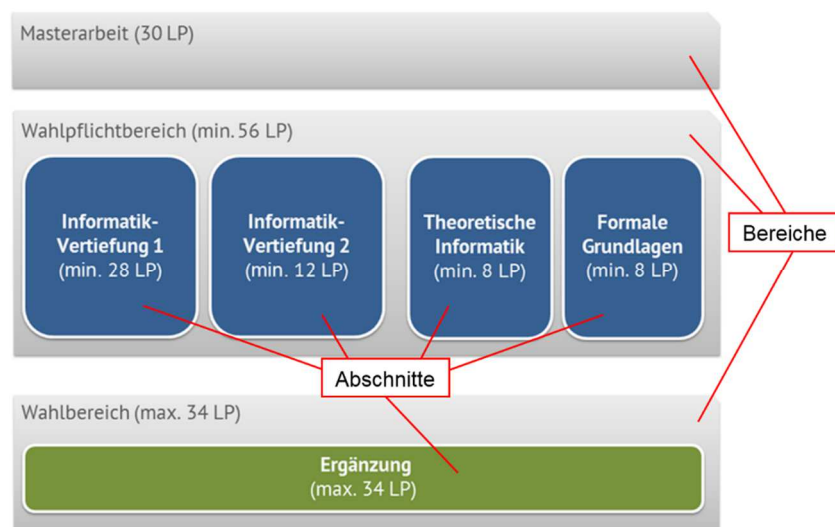 Masterarbeit (30 LP)
Wahlpflichtbereich (min. 56 LP)
Informatik-
Vertiefung 1
(min. 28 LP)
Informatik-
Vertiefung 2
(min. 12 LP)
Theoretische
Informatik
(min. 8 LP)
Formale
Grundlagen
(min. 8 LP)
Bereiche
Abschnitte
Wahlbereich (max. 34 LP)
Ergänzung
(max. 34 LP)